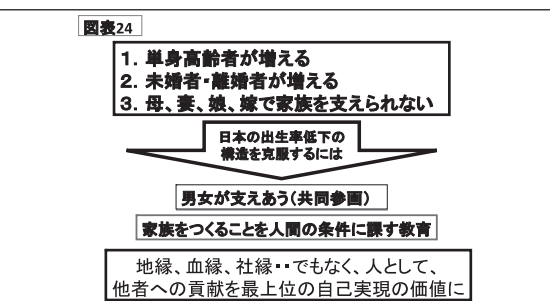 図表24
1. 単身高齢者が増える
2. 未婚者・離婚者が増える
3. 母、妻、娘、嫁で家族を支えられない
日本の出生率低下の
構造を克服するには
男女が支えあう(共同参画)
家族をつくることを人間の条件に課す教育
地縁、血縁、社縁・・でもなく、人として、
他者への貢献を最上位の自己実現の価値に